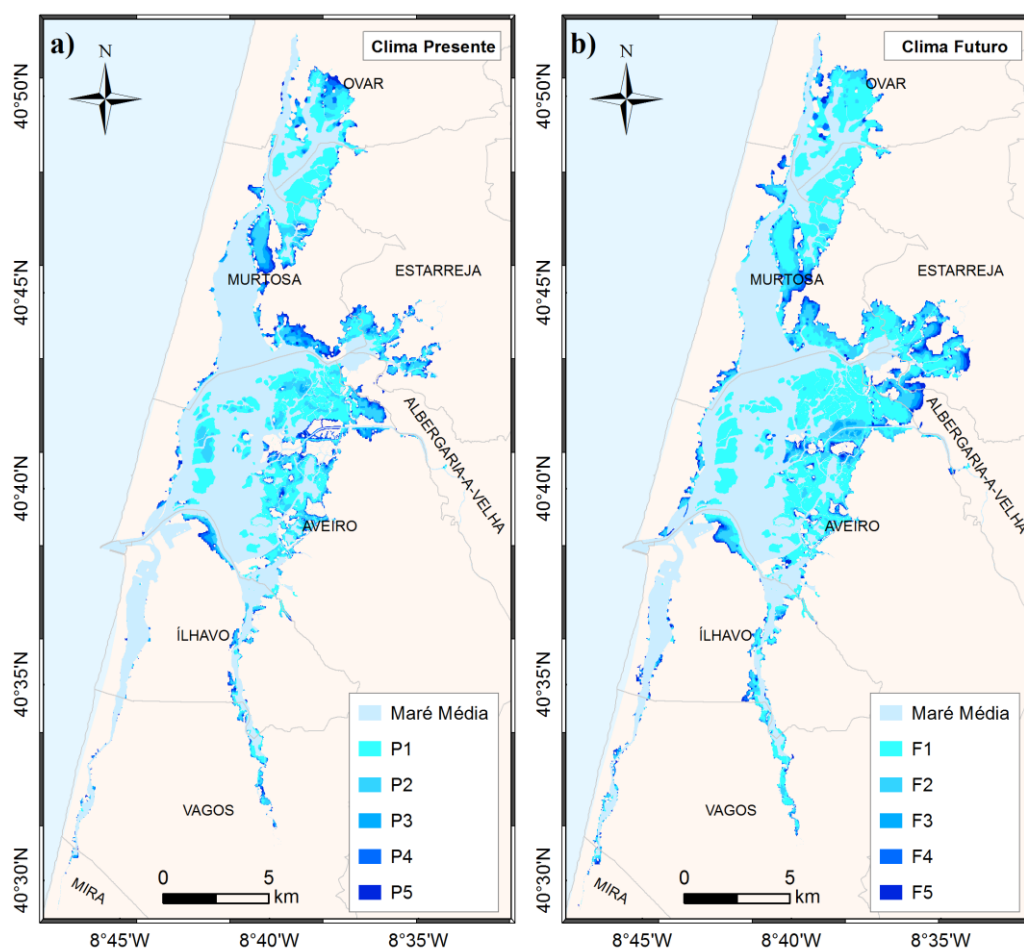 a)
Clima Presente
N
OVAR
MURTOSA
ESTARREJA
ALBERGARIA-A-VELHA
AVEIRO
ÍLHAVO
VAGOS
MIRA
40°50'N
40°45'N
40°40'N
40°35'N
40°30'N
Maré Média
P1
P2
P3
P4
P5
0 5
km
8°45'W 8°40'W 8°35'W
b)
Clima Futuro
N
OVAR
MURTOSA
ESTARREJA
ALBERGARIA-A-VELHA
AVEIRO
ÍLHAVO
VAGOS
MIRA
40°50'N
40°45'N
40°40'N
40°35'N
40°30'N
Maré Média
F1
F2
F3
F4
F5
0 5
km
8°45'W 8°40'W 8°35'W